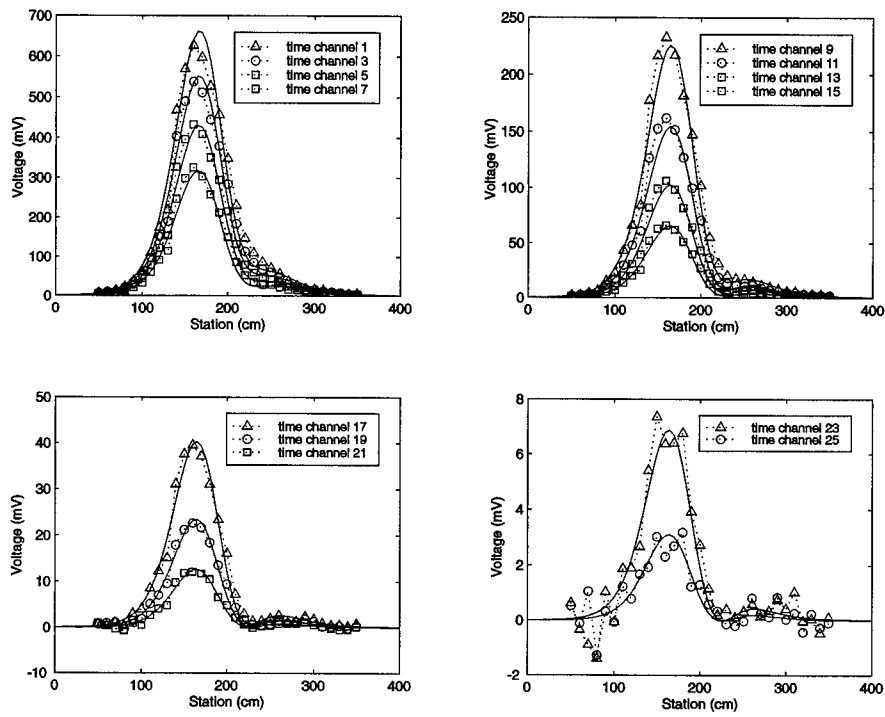 700
600
500
400
300
200
100
0
0
100
200
300
400
Voltage (mV)
Station (cm)
time channel 1
time channel 3
time channel 5
time channel 7
250
200
150
100
50
0
0
100
200
300
400
Voltage (mV)
Station (cm)
time channel 9
time channel 11
time channel 13
time channel 15
50
40
30
20
10
0
-10
0
100
200
300
400
Voltage (mV)
Station (cm)
time channel 17
time channel 19
time channel 21
8
6
4
2
0
-2
0
100
200
300
400
Voltage (mV)
Station (cm)
time channel 23
time channel 25